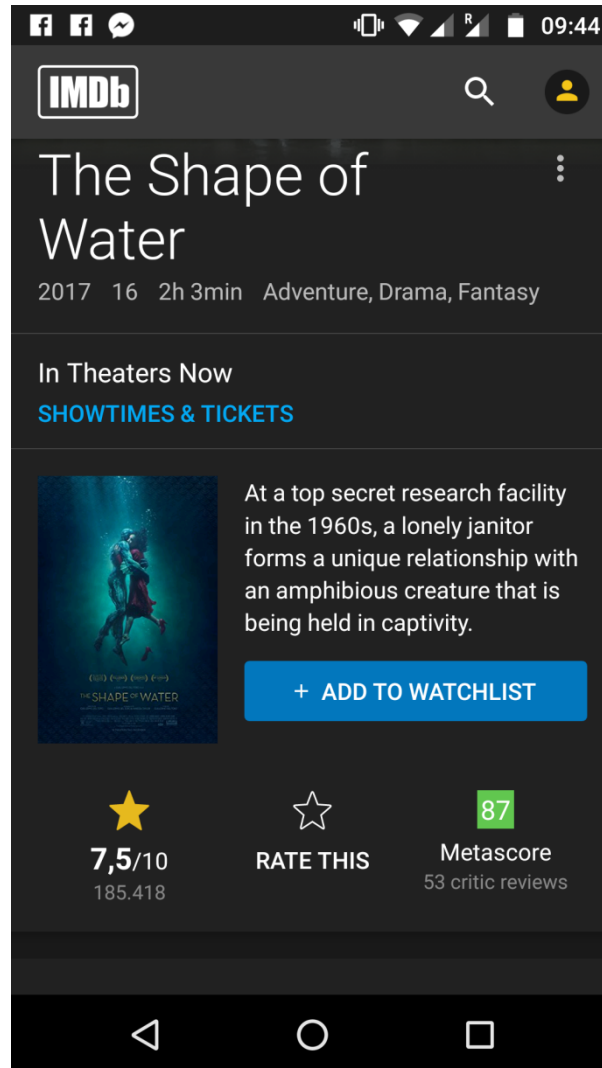 R
09:44
IMDb
The Shape of
Water
2017 16 2h 3min Adventure, Drama, Fantasy
In Theaters Now
SHOWTIMES & TICKETS
At a top secret research facility
in the 1960s, a lonely janitor
forms a unique relationship with
an amphibious creature that is
being held in captivity.
THE SHAPE OF WATER
+ ADD TO WATCHLIST
7,5/10
185.418
RATE THIS
87
Metascore
53 critic reviews